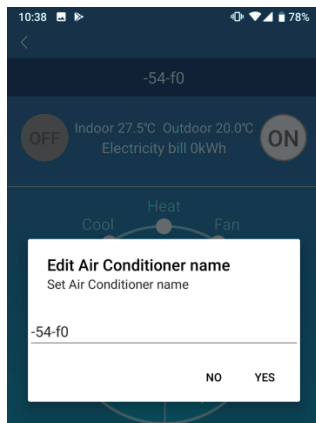 10:38 78%
-54-f0
OFF Indoor 27.5℃ Outdoor 20.0℃ ON
Electricity bill 0kWh
Heat
Cool Fan
Edit Air Conditioner name
Set Air Conditioner name
-54-f0
NO YES